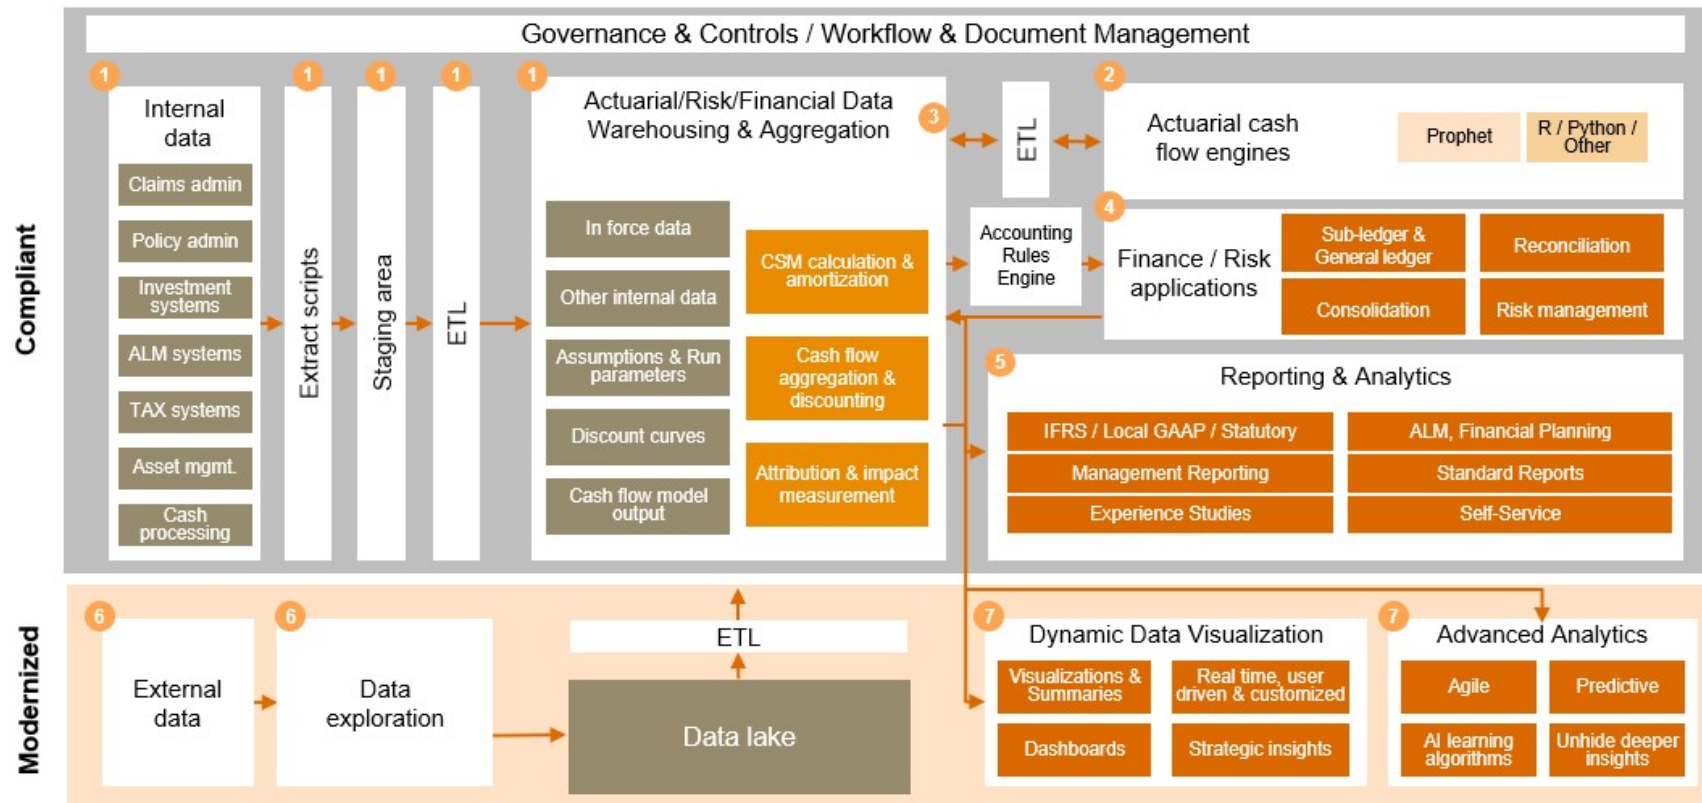 Governance & Controls / Workflow & Document Management
Compliant
1
Internal
data
Claims admin
Policy admin
Investment
systems
ALM systems
TAX systems
Asset mgmt.
Cash
processing
1
Extract scripts
1
Staging area
1
ETL
1
Actuarial/Risk/Financial Data
Warehousing & Aggregation
3
In force data
Other internal data
Assumptions & Run
parameters
Discount curves
Cash flow model
output
CSM calculation &
amortization
Cash flow
aggregation &
discounting
Attribution & impact
measurement
ETL
2
Actuarial cash
flow engines
Prophet
R / Python /
Other
Accounting
Rules
Engine
4
Finance / Risk
applications
Sub-ledger &
General ledger
Reconciliation
Consolidation
Risk management
5
Reporting & Analytics
IFRS / Local GAAP / Statutory
ALM, Financial Planning
Management Reporting
Standard Reports
Experience Studies
Self-Service
Modernized
6
External
data
6
Data
exploration
ETL
Data lake
7
Dynamic Data Visualization
Visualizations &
Summaries
Real time, user
driven & customized
Dashboards
Strategic insights
7
Advanced Analytics
Agile
Predictive
AI learning
algorithms
Unhide deeper
insights